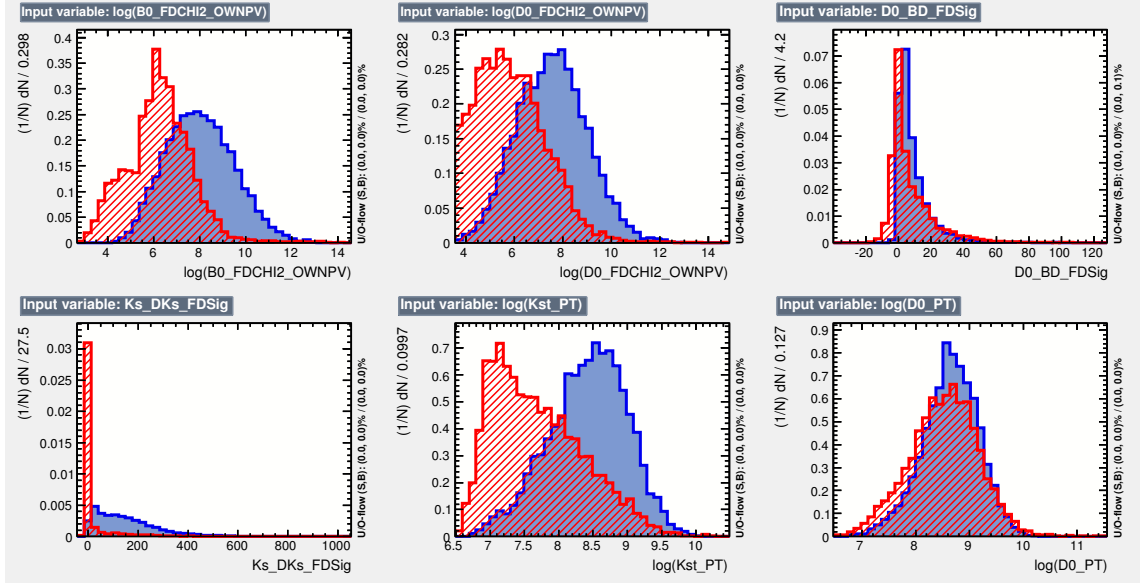 Input variable: log(B0_FDCHI2_OWNPV)
(1/N) dN / 0.298
0.4
0.35
0.3
0.25
0.2
0.15
0.1
0.05
0
4 6 8 10 12 14
log(B0_FDCHI2_OWNPV)
U/O-flow (S,B): (0.0, 0.0)% / (0.0, 0.0)%
Input variable: log(D0_FDCHI2_OWNPV)
(1/N) dN / 0.282
0.3
0.25
0.2
0.15
0.1
0.05
0
4 6 8 10 12 14
log(D0_FDCHI2_OWNPV)
U/O-flow (S,B): (0.0, 0.0)% / (0.0, 0.0)%
Input variable: D0_BD_FDSig
(1/N) dN / 4.2
0.07
0.06
0.05
0.04
0.03
0.02
0.01
0
-20 0 20 40 60 80 100 120
D0_BD_FDSig
U/O-flow (S,B): (0.0, 0.0)% / (0.0, 0.1)%
Input variable: Ks_DKs_FDSig
(1/N) dN / 27.5
0.03
0.025
0.02
0.015
0.01
0.005
0
0 200 400 600 800 1000
Ks_DKs_FDSig
U/O-flow (S,B): (0.0, 0.0)% / (0.0, 0.0)%
Input variable: log(Kst_PT)
(1/N) dN / 0.0997
0.7
0.6
0.5
0.4
0.3
0.2
0.1
0
6.5 7 7.5 8 8.5 9 9.5 10
log(Kst_PT)
U/O-flow (S,B): (0.0, 0.0)% / (0.0, 0.0)%
Input variable: log(D0_PT)
(1/N) dN / 0.127
0.9
0.8
0.7
0.6
0.5
0.4
0.3
0.2
0.1
0
7 8 9 10 11
log(D0_PT)
U/O-flow (S,B): (0.0, 0.0)% / (0.0, 0.0)%